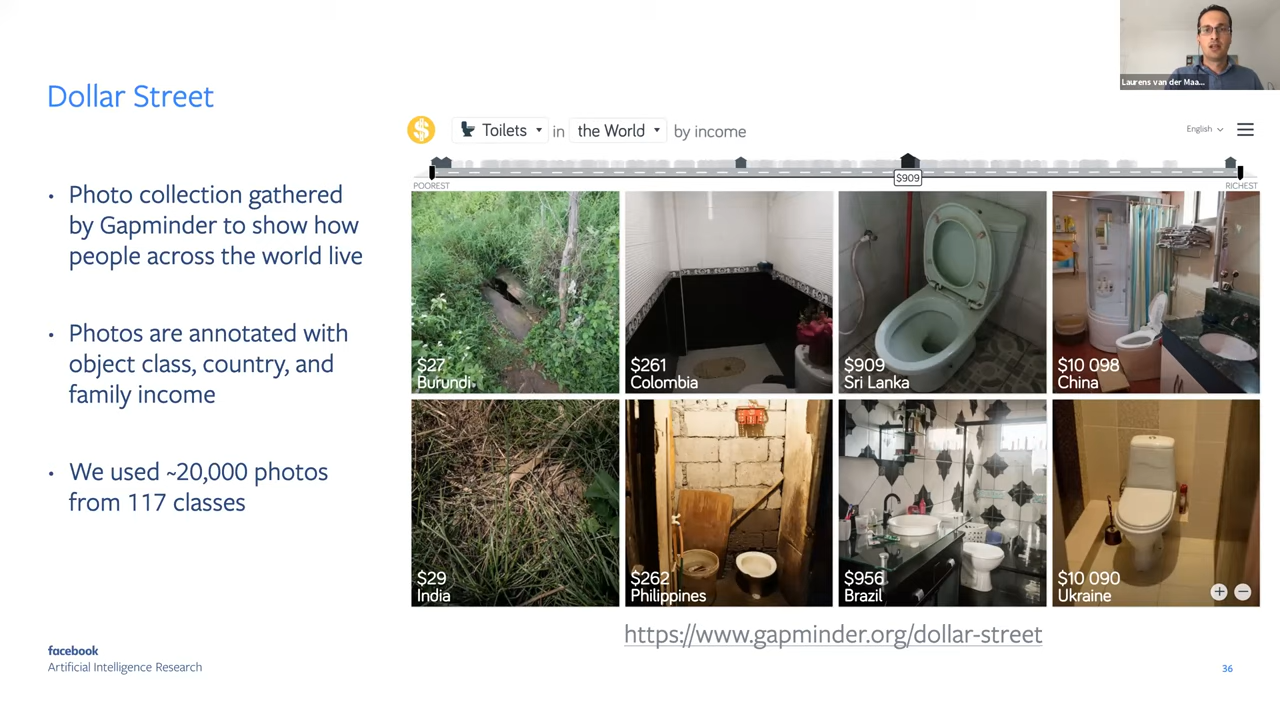 Laurens van der Maa...
Dollar Street
Toilets in the World by income
English
$909
POOREST
RICHEST
• Photo collection gathered
by Gapminder to show how
people across the world live
• Photos are annotated with
object class, country, and
family income
• We used ~20,000 photos
from 117 classes
$27
Burundi
$261
Colombia
$909
Sri Lanka
$10 098
China
$29
India
$262
Philippines
$956
Brazil
$10 090
Ukraine
https://www.gapminder.org/dollar-street
facebook
Artificial Intelligence Research
36